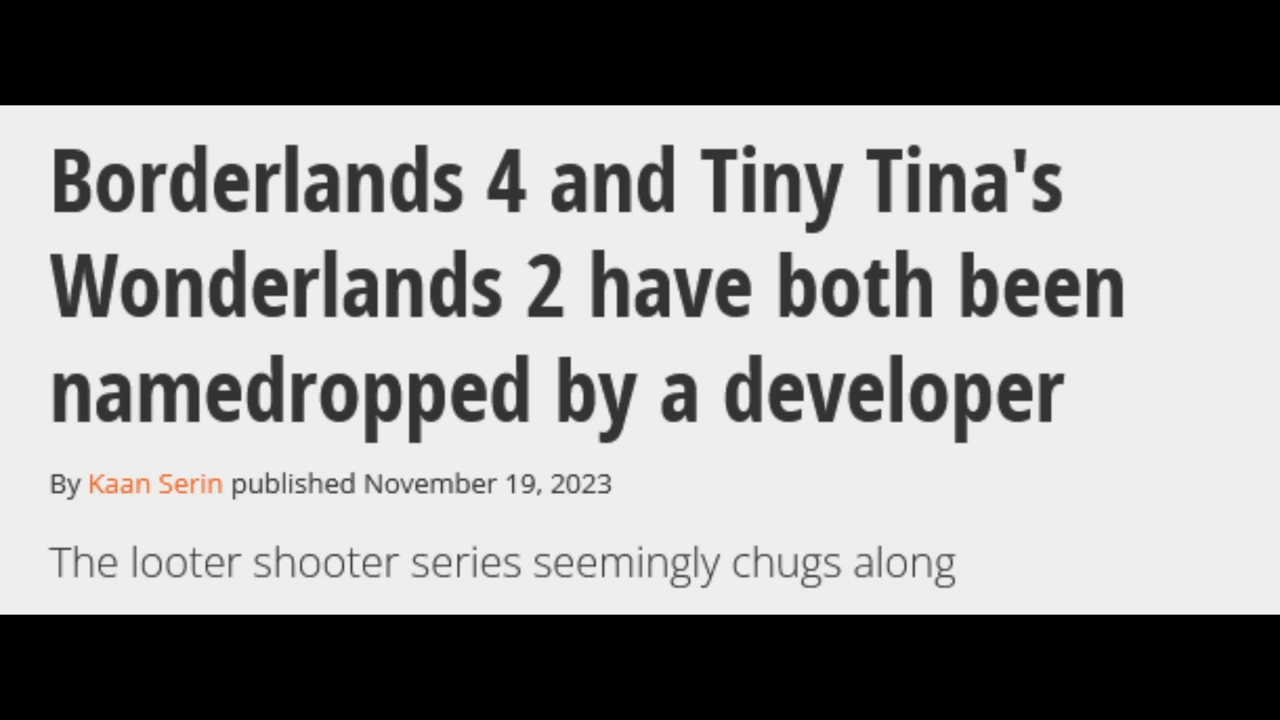 Borderlands 4 and Tiny Tina's
Wonderlands 2 have both been
namedropped by a developer
By Kaan Serin published November 19, 2023
The looter shooter series seemingly chugs along